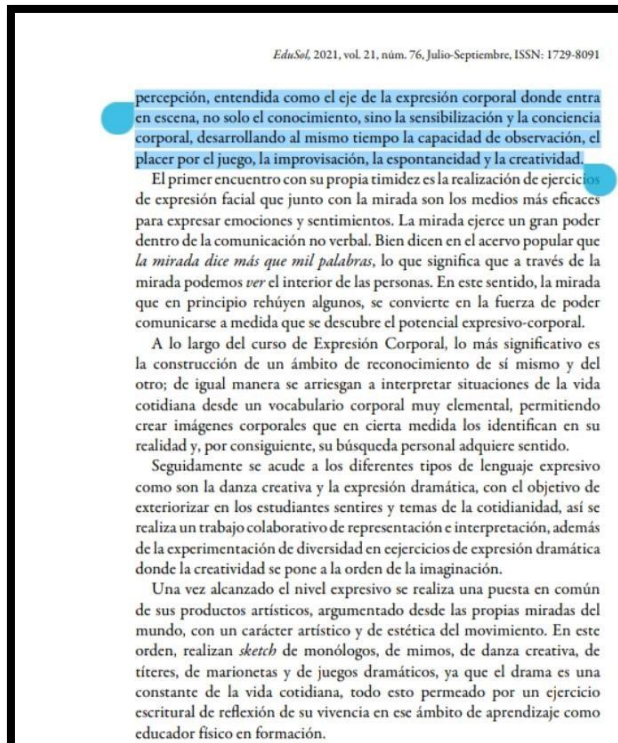 EduSol, 2021, vol. 21, núm. 76, Julio-Septiembre, ISSN: 1729-8091
percepción, entendida como el eje de la expresión corporal donde entra
en escena, no solo el conocimiento, sino la sensibilización y la conciencia
corporal, desarrollando al mismo tiempo la capacidad de observación, el
placer por el juego, la improvisación, la espontaneidad y la creatividad.
El primer encuentro con su propia timidez es la realización de ejercicios
de expresión facial que junto con la mirada son los medios más eficaces
para expresar emociones y sentimientos. La mirada ejerce un gran poder
dentro de la comunicación no verbal. Bien dicen en el acervo popular que
la mirada dice más que mil palabras, lo que significa que a través de la
mirada podemos ver el interior de las personas. En este sentido, la mirada
que en principio rehúyen algunos, se convierte en la fuerza de poder
comunicarse a medida que se descubre el potencial expresivo-corporal.
A lo largo del curso de Expresión Corporal, lo más significativo es
la construcción de un ámbito de reconocimiento de sí mismo y del
otro; de igual manera se arriesgan a interpretar situaciones de la vida
cotidiana desde un vocabulario corporal muy elemental, permitiendo
crear imágenes corporales que en cierta medida los identifican en su
realidad y, por consiguiente, su búsqueda personal adquiere sentido.
Seguidamente se acude a los diferentes tipos de lenguaje expresivo
como son la danza creativa y la expresión dramática, con el objetivo de
exteriorizar en los estudiantes sentires y temas de la cotidianidad, así se
realiza un trabajo colaborativo de representación e interpretación, además
de la experimentación de diversidad en eejercicios de expresión dramática
donde la creatividad se pone a la orden de la imaginación.
Una vez alcanzado el nivel expresivo se realiza una puesta en común
de sus productos artísticos, argumentado desde las propias miradas del
mundo, con un carácter artístico y de estética del movimiento. En este
orden, realizan sketch de monólogos, de mimos, de danza creativa, de
títeres, de marionetas y de juegos dramáticos, ya que el drama es una
constante de la vida cotidiana, todo esto permeado por un ejercicio
escritural de reflexión de su vivencia en ese ámbito de aprendizaje como
educador físico en formación.